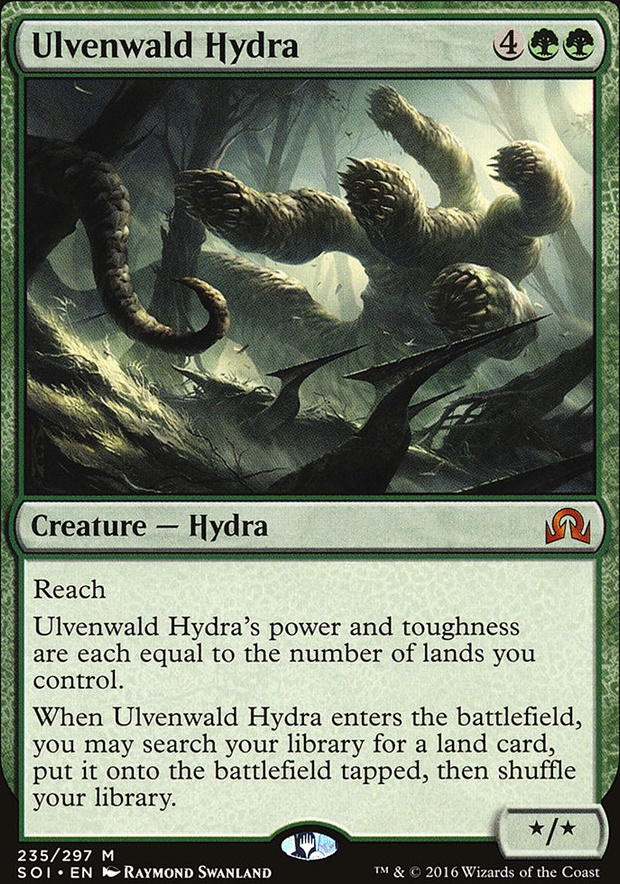 Ulvenwald Hydra 4
Creature — Hydra
Reach
Ulvenwald Hydra's power and toughness
are each equal to the number of lands you
control.
When Ulvenwald Hydra enters the battlefield,
you may search your library for a land card,
put it onto the battlefield tapped, then shuffle
your library.
★/★
235/297 M
SOI • EN RAYMOND SWANLAND
™ & © 2016 Wizards of the Coast